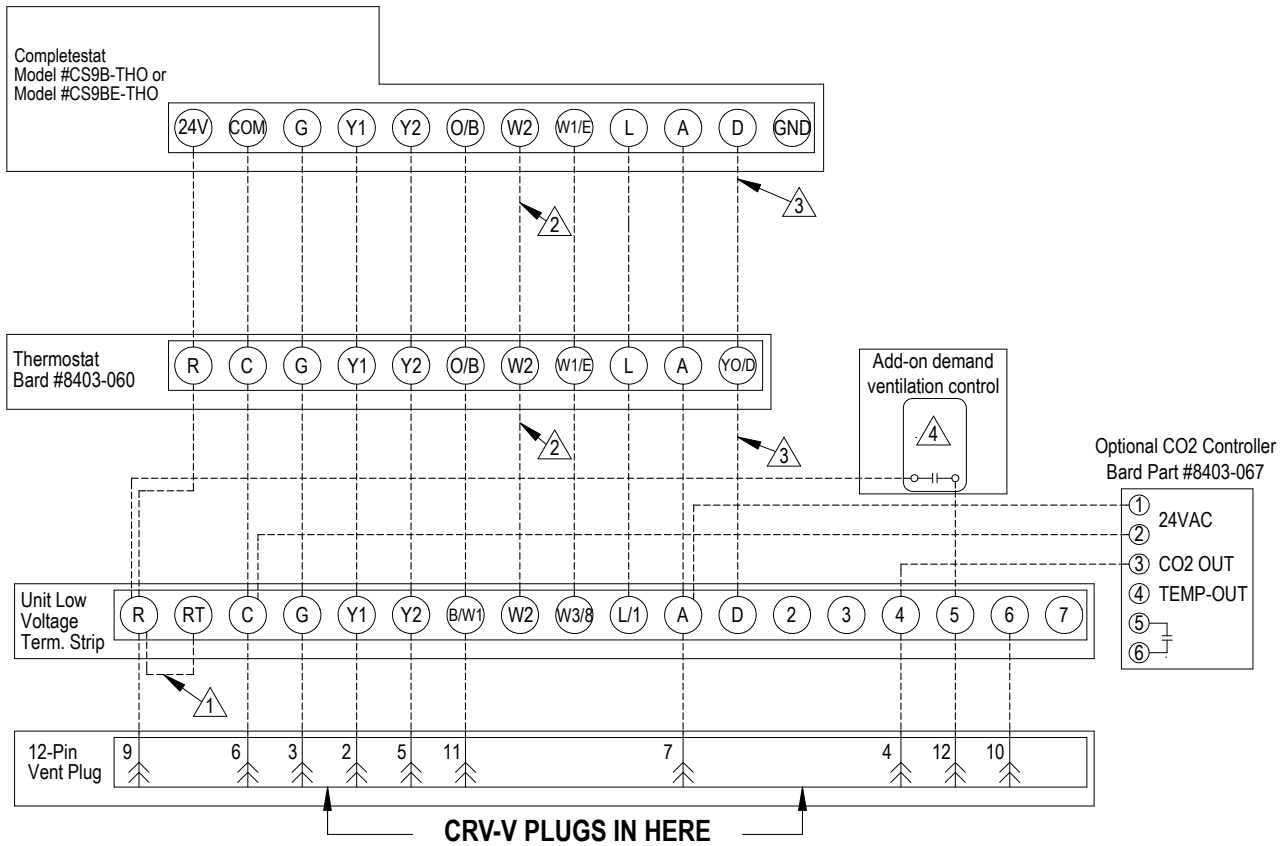 Completestat
Model #CS9B-THO or
Model #CS9BE-THO
24V COM G Y1 Y2 O/B W2 W1/E L A D GND
2
3
Thermostat
Bard #8403-060
R C G Y1 Y2 O/B W2 W1/E L A YO/D
2
3
Add-on demand
ventilation control
4
Optional CO2 Controller
Bard Part #8403-067
1
24VAC
2
3 CO2 OUT
4 TEMP-OUT
5
6
Unit Low
Voltage
Term. Strip
R RT C G Y1 Y2 B/W1 W2 W3/8 L/1 A D 2 3 4 5 6 7
1
12-Pin
Vent Plug
9 6 3 2 5 11 7 4 12 10
CRV-V PLUGS IN HERE